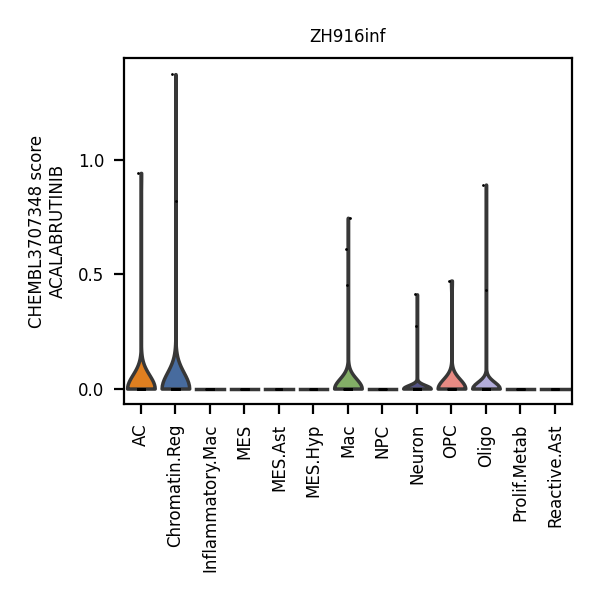 ZH916inf
CHEMBL3707348 score
ACALABRUTINIB
1.0
0.5
0.0
AC
Chromatin.Reg
Inflammatory.Mac
MES
MES.Ast
MES.Hyp
Mac
NPC
Neuron
OPC
Oligo
Prolif.Metab
Reactive.Ast